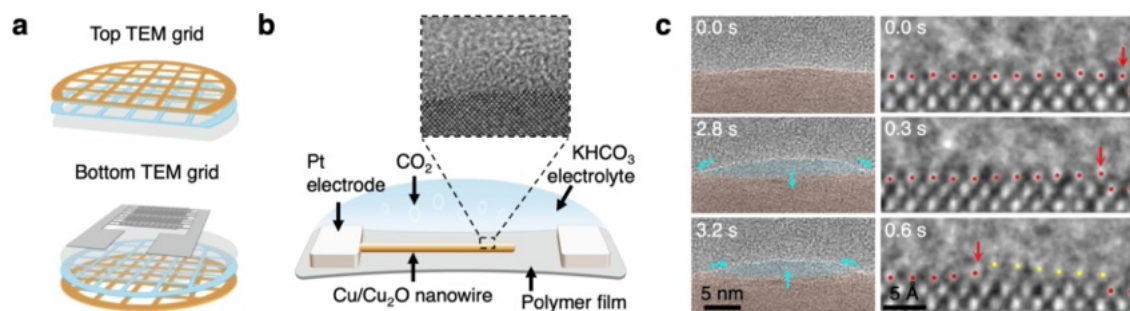 a
Top TEM grid
Bottom TEM grid
b
Pt
electrode
CO₂
KHCO₃
electrolyte
Cu/Cu₂O nanowire
Polymer film
c
0.0 s
0.0 s
2.8 s
0.3 s
3.2 s
0.6 s
5 nm
5 Å